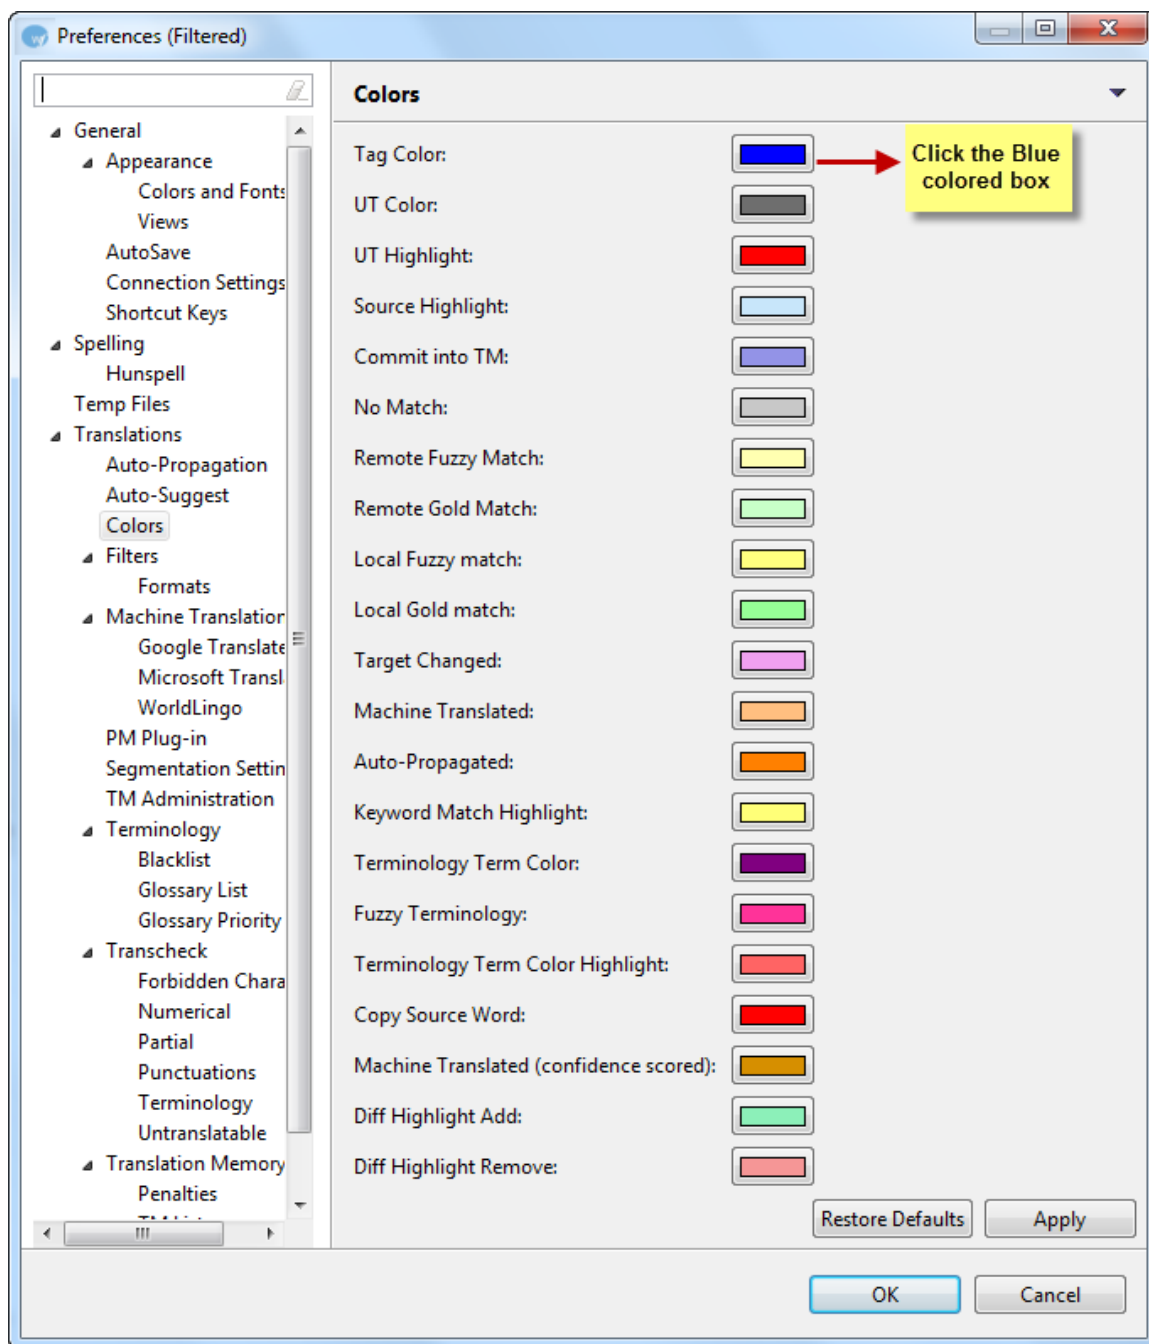 Preferences (Filtered)
General
Appearance
Colors and Fonts
Views
AutoSave
Connection Settings
Shortcut Keys
Spelling
Hunspell
Temp Files
Translations
Auto-Propagation
Auto-Suggest
Colors
Filters
Formats
Machine Translation
Google Translate
Microsoft Transl
WorldLingo
PM Plug-in
Segmentation Settin
TM Administration
Terminology
Blacklist
Glossary List
Glossary Priority
Transcheck
Forbidden Chara
Numerical
Partial
Punctuations
Terminology
Untranslatable
Translation Memory
Penalties
Colors
Tag Color:
Click the Blue
colored box
UT Color:
UT Highlight:
Source Highlight:
Commit into TM:
No Match:
Remote Fuzzy Match:
Remote Gold Match:
Local Fuzzy match:
Local Gold match:
Target Changed:
Machine Translated:
Auto-Propagated:
Keyword Match Highlight:
Terminology Term Color:
Fuzzy Terminology:
Terminology Term Color Highlight:
Copy Source Word:
Machine Translated (confidence scored):
Diff Highlight Add:
Diff Highlight Remove:
Restore Defaults Apply
OK Cancel